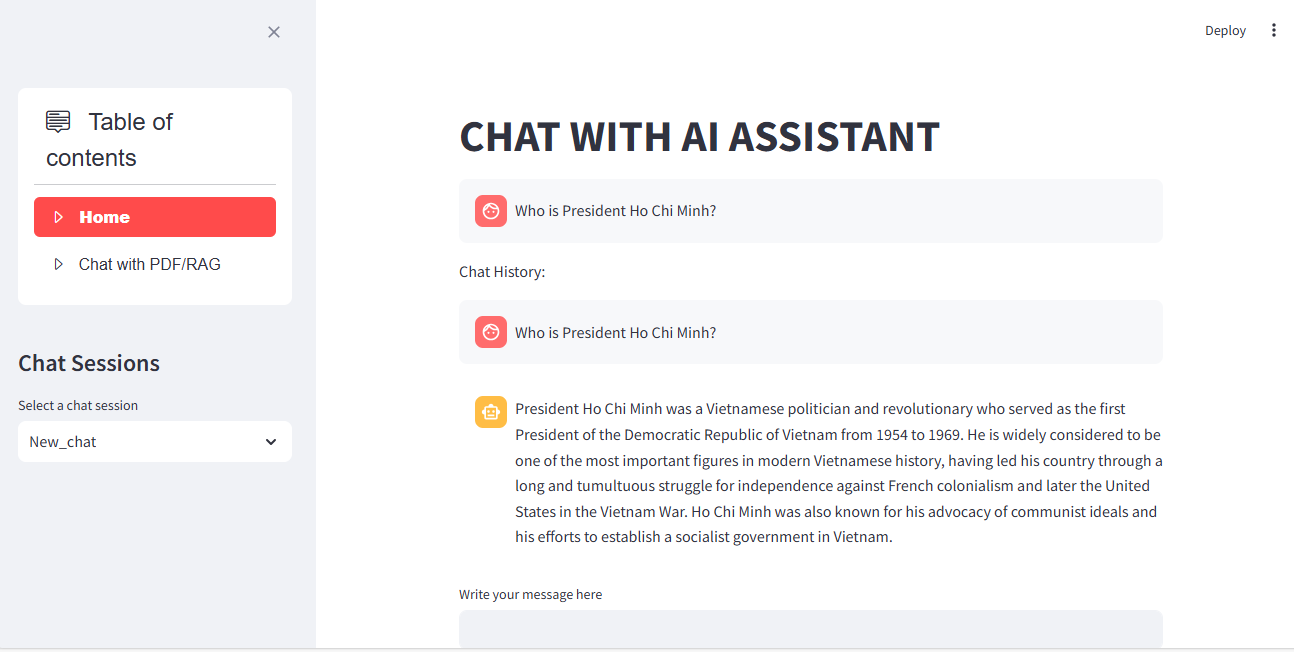 Deploy
Table of
contents
Home
Chat with PDF/RAG
Chat Sessions
Select a chat session
New_chat
CHAT WITH AI ASSISTANT
Who is President Ho Chi Minh?
Chat History:
Who is President Ho Chi Minh?
President Ho Chi Minh was a Vietnamese politician and revolutionary who served as the first
President of the Democratic Republic of Vietnam from 1954 to 1969. He is widely considered to be
one of the most important figures in modern Vietnamese history, having led his country through a
long and tumultuous struggle for independence against French colonialism and later the United
States in the Vietnam War. Ho Chi Minh was also known for his advocacy of communist ideals and
his efforts to establish a socialist government in Vietnam.
Write your message here